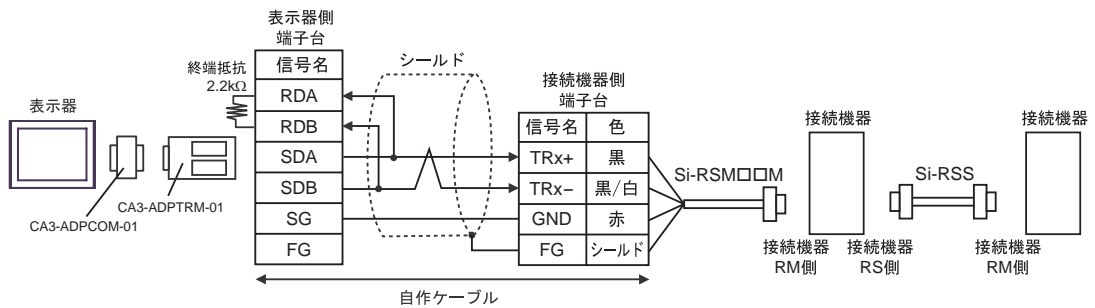 表示器
CA3-ADPCOM-01
CA3-ADPTRM-01
終端抵抗
2.2kΩ
表示器側
端子台
信号名
RDA
RDB
SDA
SDB
SG
FG
シールド
接続機器側
端子台
信号名 色
TRx+ 黒
TRx− 黒/白
GND 赤
FG シールド
自作ケーブル
Si-RSM□□M
接続機器
接続機器
RM側
接続機器
RS側
Si-RSS
接続機器
接続機器
RM側